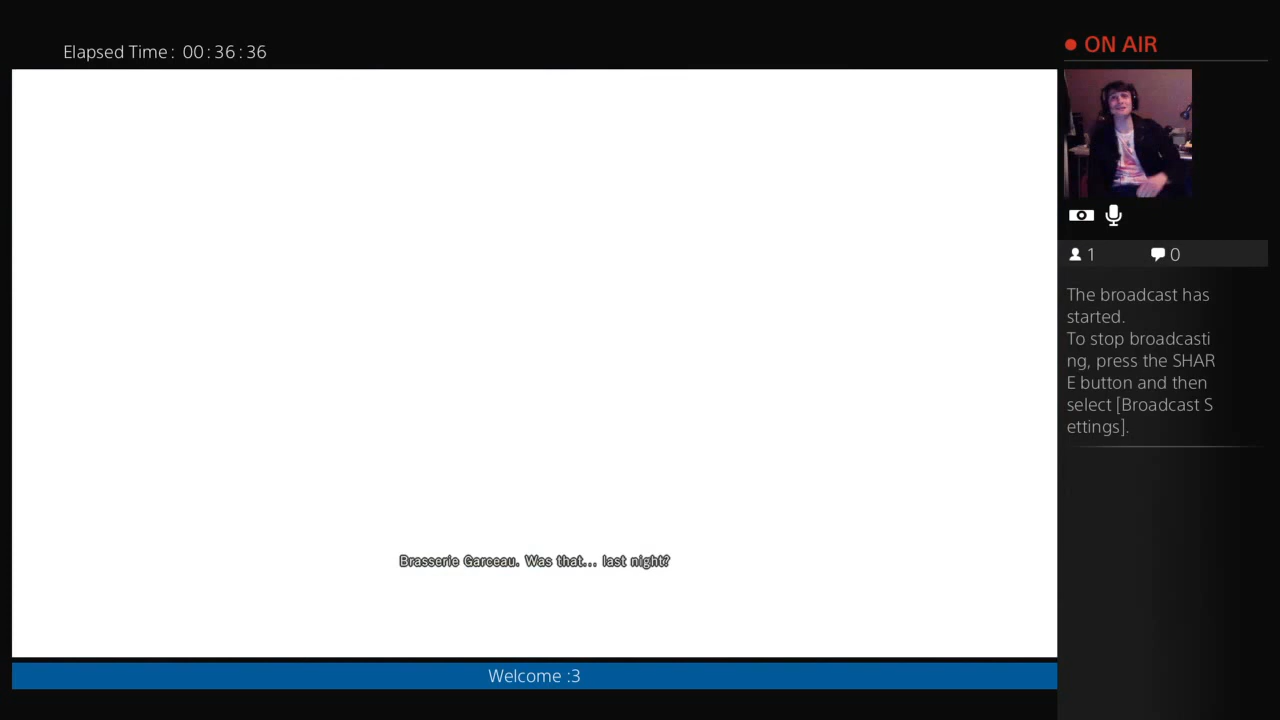 Elapsed Time: 00:36:36
ON AIR
1 0
The broadcast has
started.
To stop broadcasti
ng, press the SHAR
E button and then
select [Broadcast S
ettings].
Brasserie Garceau. Was that... last night?
Welcome :3